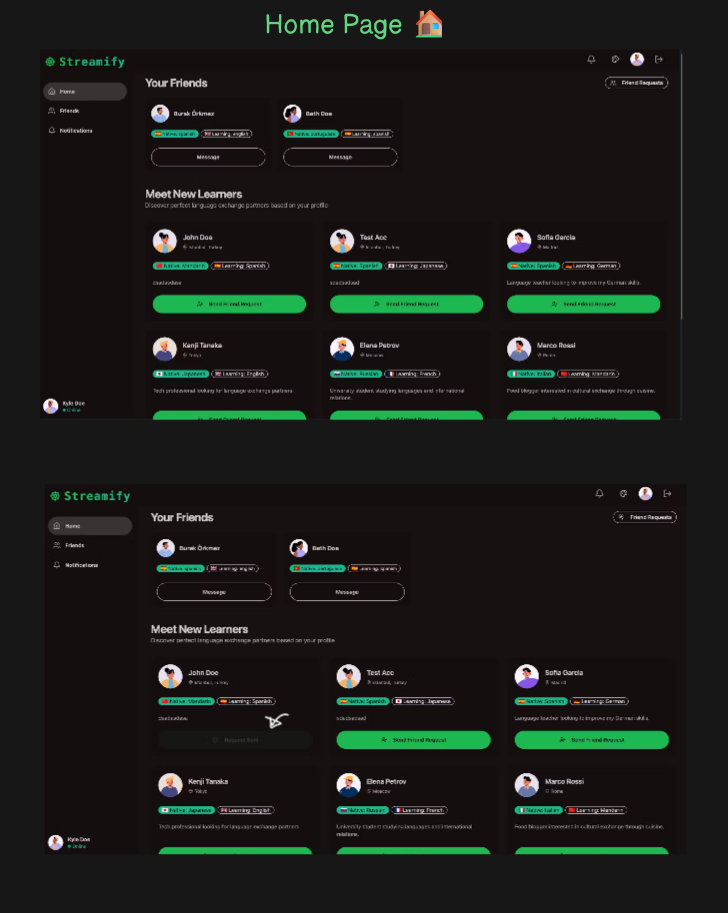 Home Page
Streamify
Home
Friends
Notifications
Your Friends
Friend Requests
Burak Örkmez
Beth Doe
Native: spanish Learning: english
Native: portuguese Learning: spanish
Message
Message
Meet New Learners
Discover perfect language exchange partners based on your profile
John Doe
Istanbul, Turkey
Test Acc
Istanbul, Turkey
Sofia Garcia
Madrid
Native: Mandarin Learning: Spanish
Native: Spanish Learning: Japanese
Native: Spanish Learning: German
Language teacher looking to improve my German skills.
Send Friend Request
Send Friend Request
Send Friend Request
Kenji Tanaka
Tokyo
Elena Petrov
Moscow
Marco Rossi
Rome
Native: Japanese Learning: English
Native: Russian Learning: French
Native: Italian Learning: Mandarin
Tech professional looking for language exchange partners.
University student studying languages and international
relations.
Food blogger interested in cultural exchange through cuisine.
Send Friend Request
Send Friend Request
Send Friend Request
Kyle Doe
Online
Streamify
Home
Friends
Notifications
Your Friends
Friend Requests
Burak Örkmez
Beth Doe
Native: spanish Learning: english
Native: portuguese Learning: spanish
Message
Message
Meet New Learners
Discover perfect language exchange partners based on your profile
John Doe
Istanbul, Turkey
Test Acc
Istanbul, Turkey
Sofia Garcia
Madrid
Native: Mandarin Learning: Spanish
Native: Spanish Learning: Japanese
Native: Spanish Learning: German
Language teacher looking to improve my German skills.
Request Sent
Send Friend Request
Send Friend Request
Kenji Tanaka
Tokyo
Elena Petrov
Moscow
Marco Rossi
Rome
Native: Japanese Learning: English
Native: Russian Learning: French
Native: Italian Learning: Mandarin
Tech professional looking for language exchange partners.
University student studying languages and international
relations.
Food blogger interested in cultural exchange through cuisine.
Kyle Doe
Online